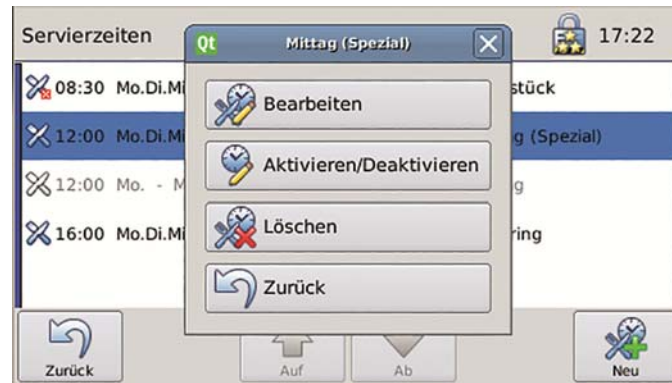 Servierzeiten
17:22
Qt Mittag (Spezial)
08:30 Mo.Di.Mi
stück
12:00 Mo.Di.Mi
g (Spezial)
12:00 Mo. - M
g
16:00 Mo.Di.Mi
ring
Bearbeiten
Aktivieren/Deaktivieren
Löschen
Zurück
Zurück
Auf
Ab
Neu